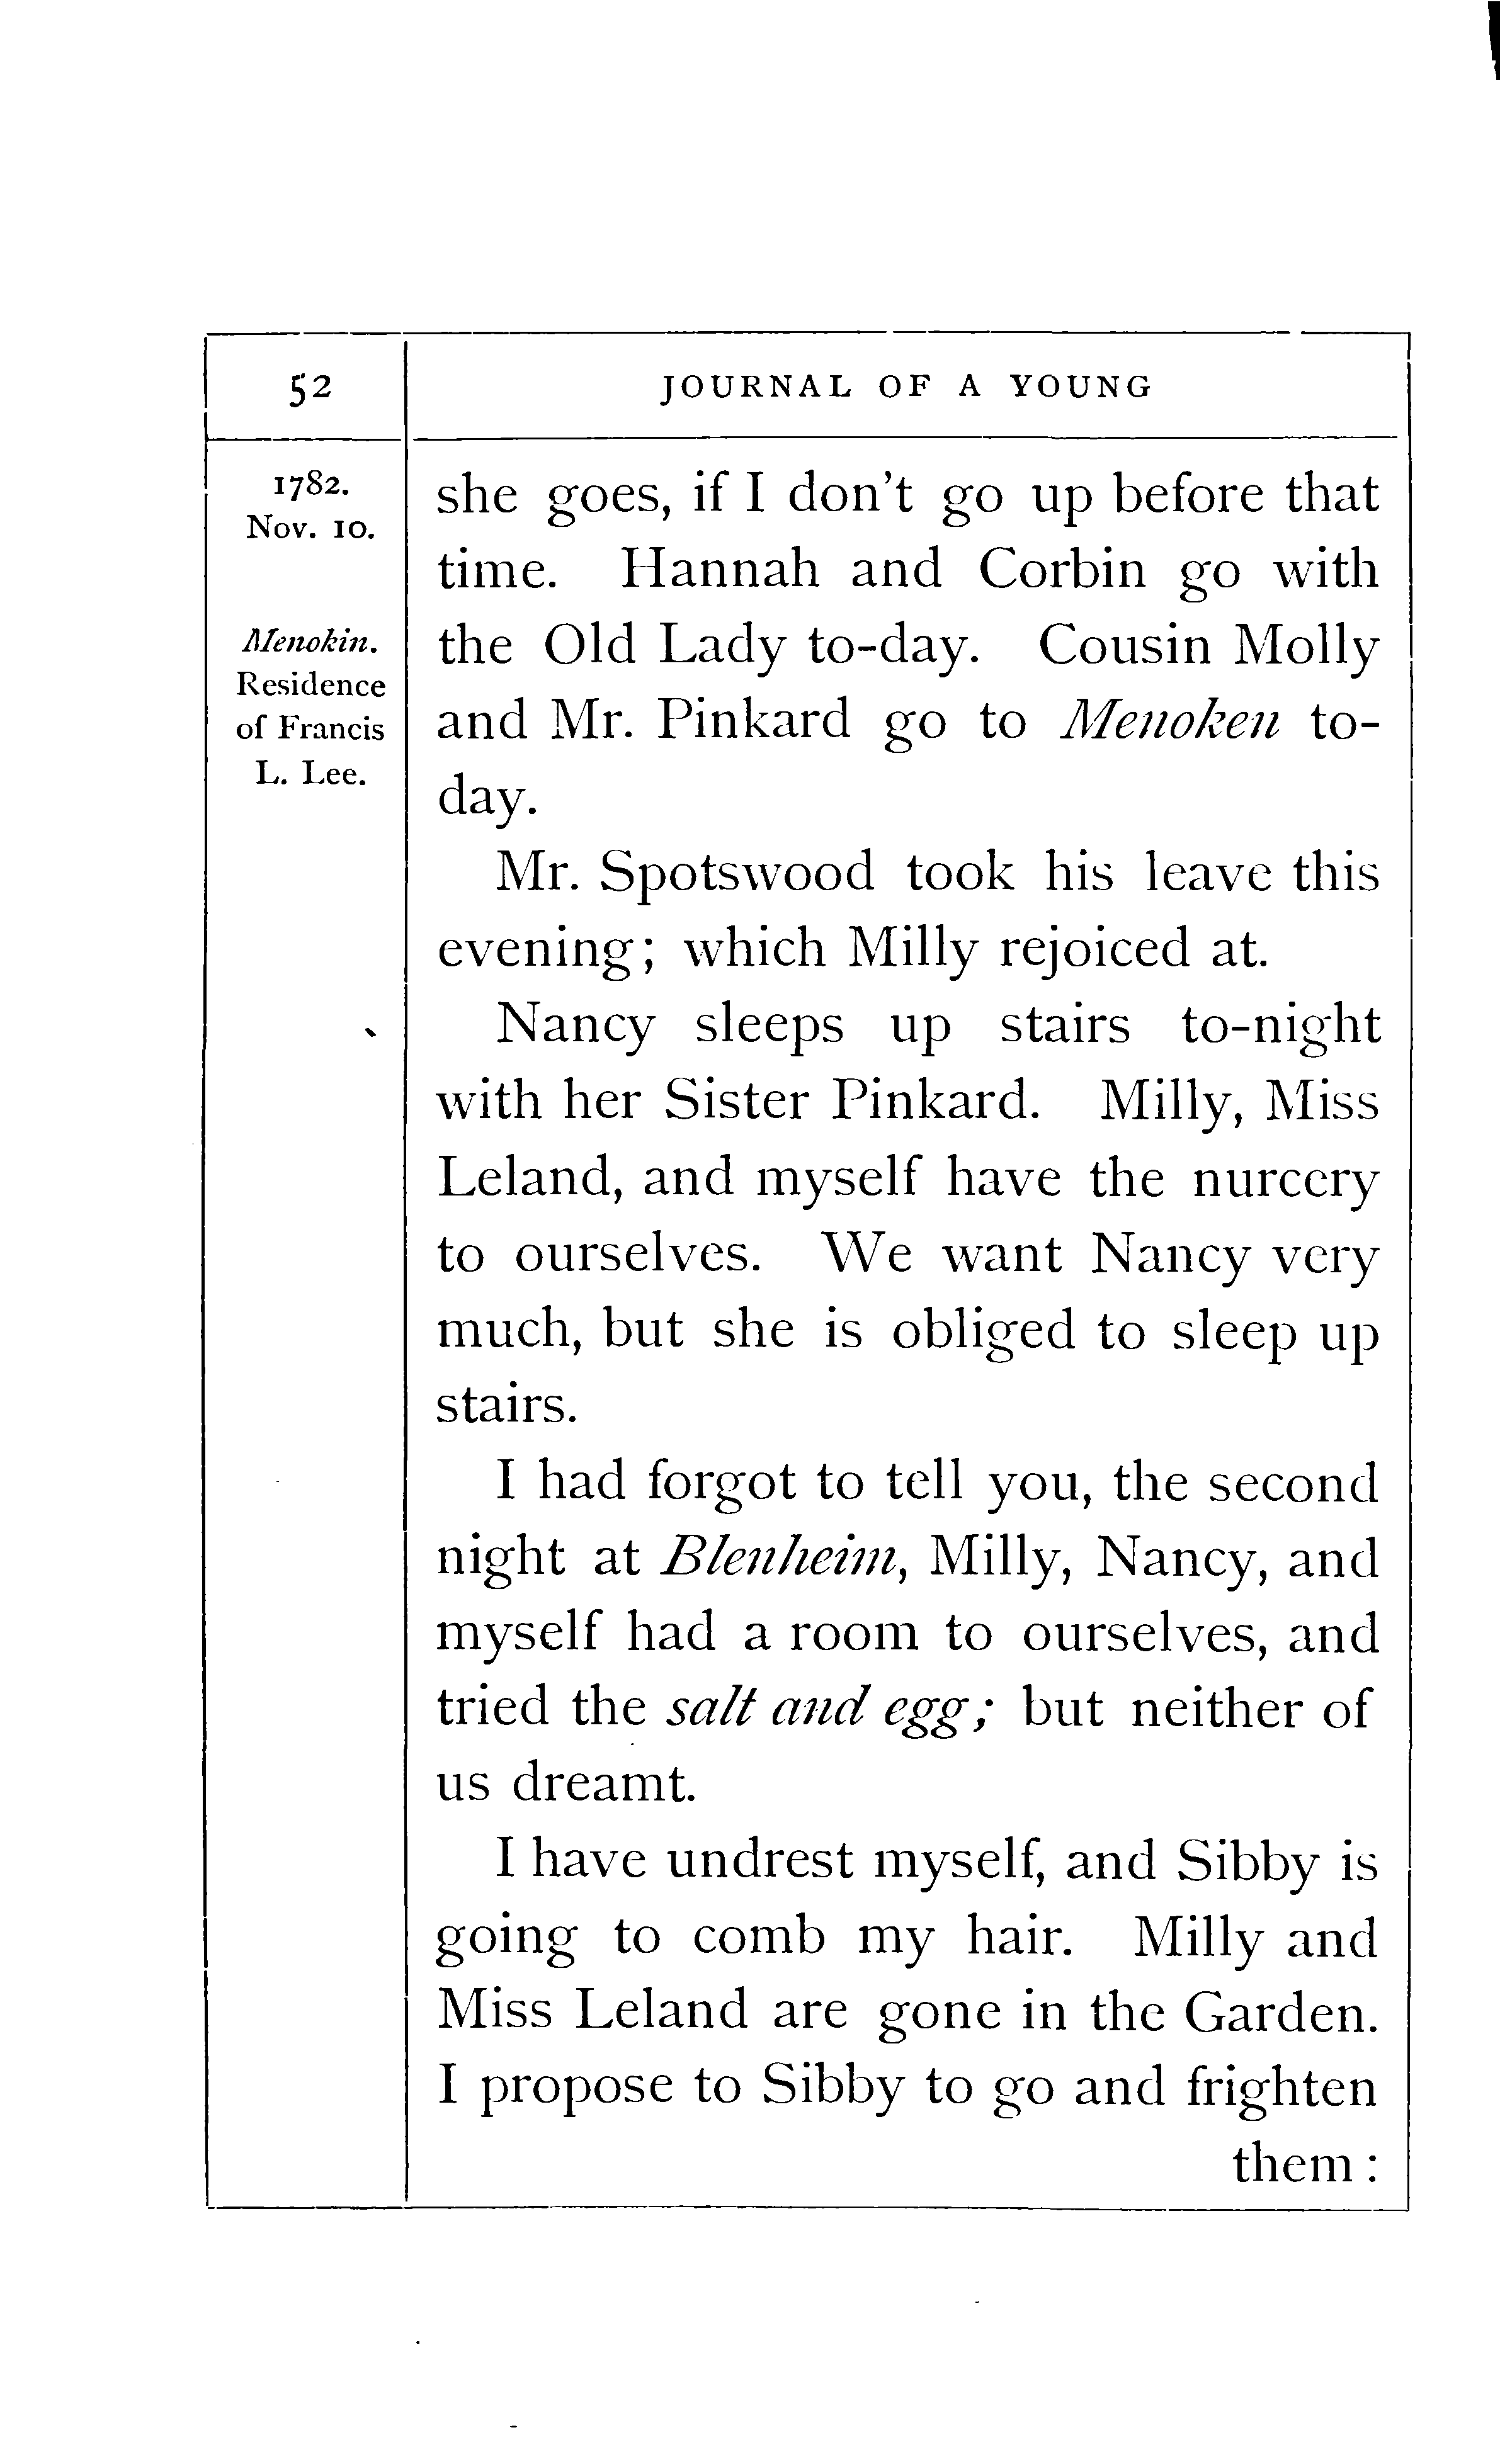 52
JOURNAL OF A YOUNG
1782.
Nov. 10.
Menokin.
Residence
of Francis
L. Lee.
she goes, if I don't go up before that
time. Hannah and Corbin go with
the Old Lady to-day. Cousin Molly
and Mr. Pinkard go to Menoken to-
day.
Mr. Spotswood took his leave this
evening; which Milly rejoiced at.
Nancy sleeps up stairs to-night
with her Sister Pinkard. Milly, Miss
Leland, and myself have the nurcery
to ourselves. We want Nancy very
much, but she is obliged to sleep up
stairs.
I had forgot to tell you, the second
night at Blenheim, Milly, Nancy, and
myself had a room to ourselves, and
tried the salt and egg; but neither of
us dreamt.
I have undrest myself, and Sibby is
going to comb my hair. Milly and
Miss Leland are gone in the Garden.
I propose to Sibby to go and frighten
them :